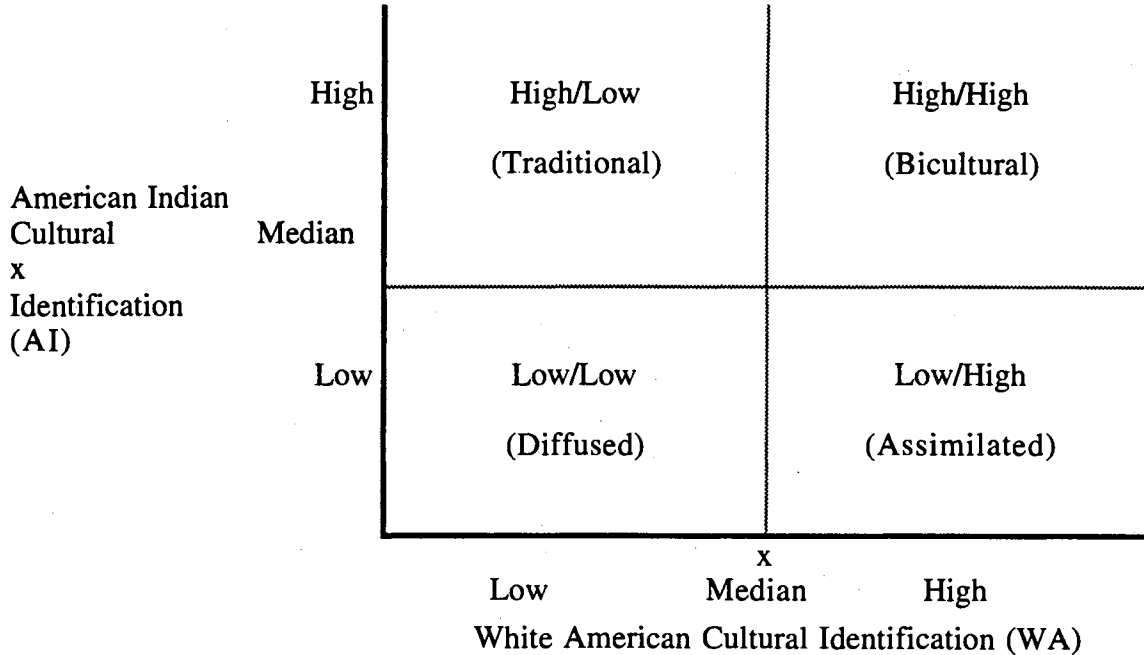 High
High/Low
High/High
(Traditional)
(Bicultural)
American Indian
Cultural
Median
x
Identification
(AI)
Low
Low/Low
Low/High
(Diffused)
(Assimilated)
x
Low
Median
High
White American Cultural Identification (WA)